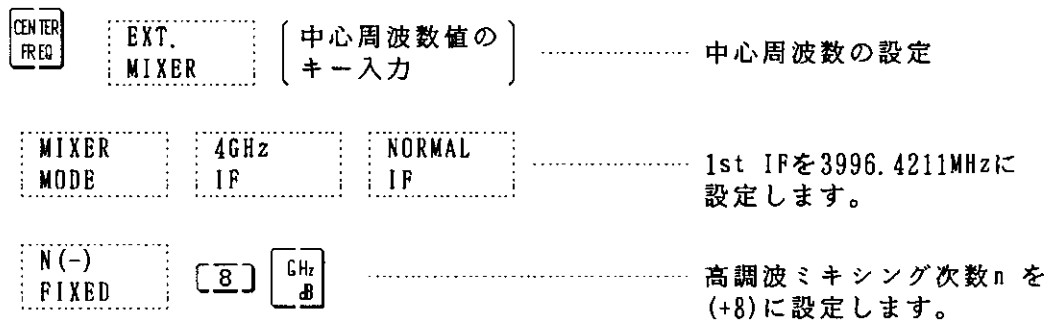 CENTER FREQ EXT. MIXER (中心周波数値のキー入力) ………… 中心周波数の設定
MIXER MODE 4GHz IF NORMAL IF ………… 1st IFを3996.4211MHzに
設定します。
N(-) FIXED 8 GHz dB ………… 高調波ミキシング次数n を
(+8)に設定します。